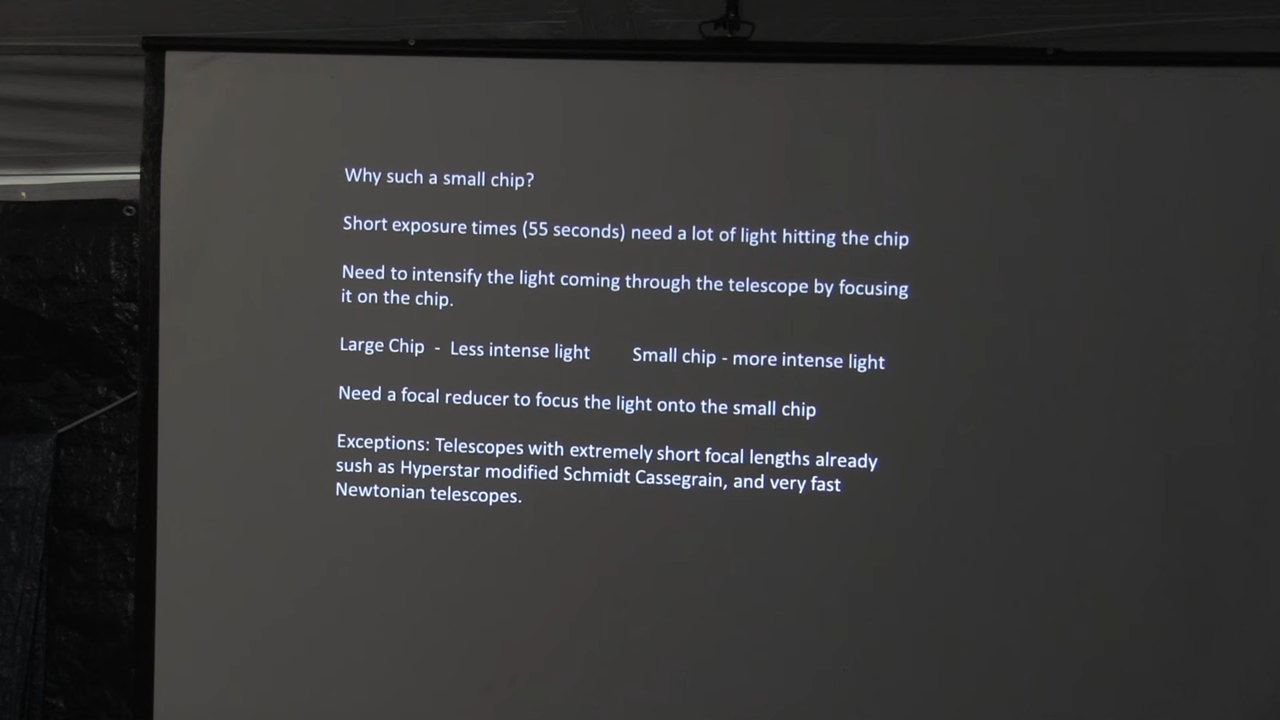 Why such a small chip?
Short exposure times (55 seconds) need a lot of light hitting the chip
Need to intensify the light coming through the telescope by focusing
it on the chip.
Large Chip - Less intense light Small chip - more intense light
Need a focal reducer to focus the light onto the small chip
Exceptions: Telescopes with extremely short focal lengths already
sush as Hyperstar modified Schmidt Cassegrain, and very fast
Newtonian telescopes.